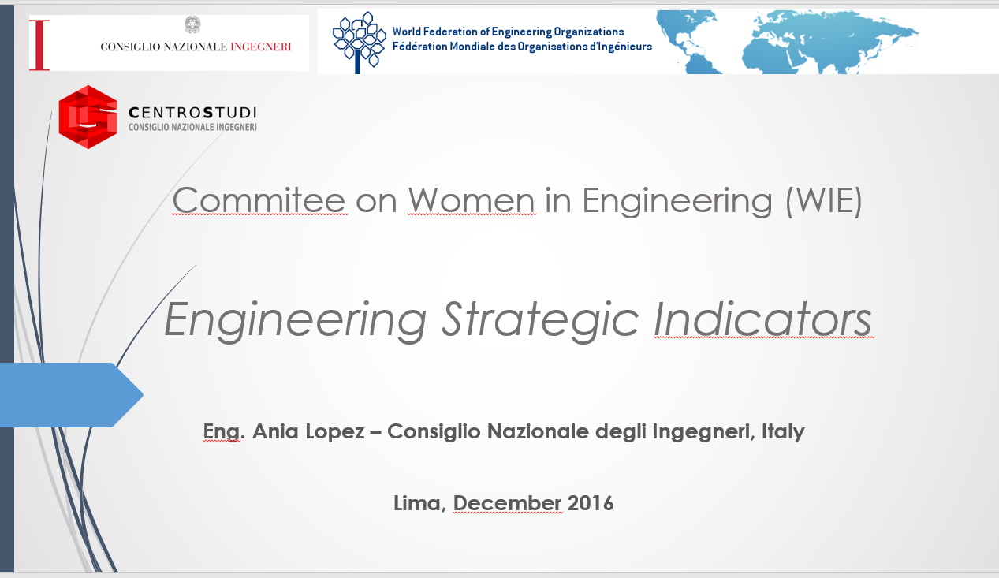 CONSIGLIO NAZIONALE INGEGNERI
World Federation of Engineering Organizations
Fédération Mondiale des Organisations d'Ingénieurs
CENTROSTUDI
CONSIGLIO NAZIONALE INGEGNERI
Commitee on Women in Engineering (WIE)
Engineering Strategic Indicators
Eng. Ania Lopez – Consiglio Nazionale degli Ingegneri, Italy
Lima, December 2016